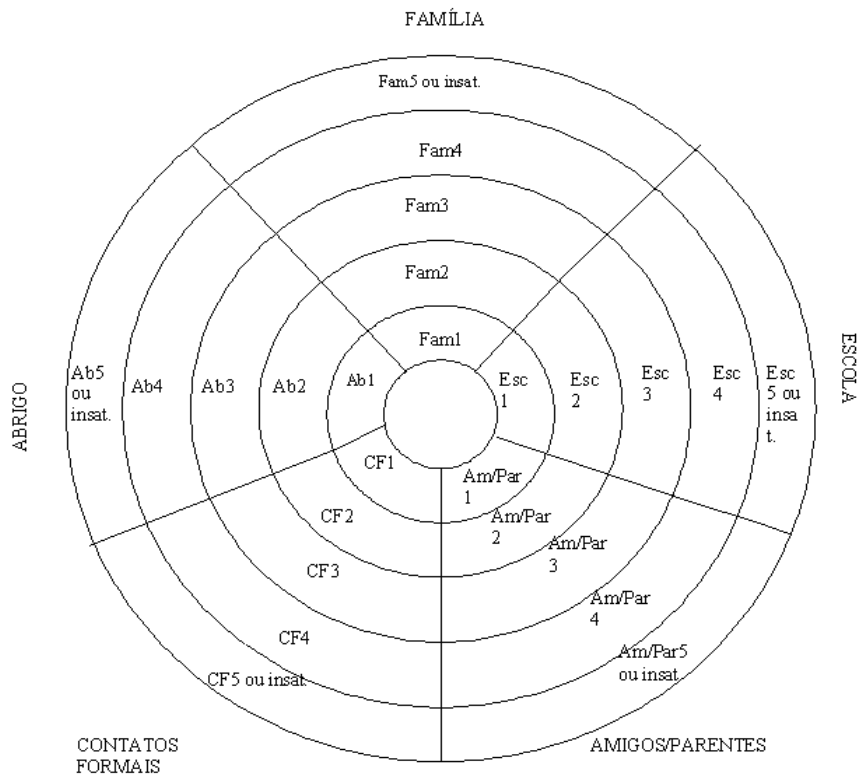 FAMÍLIA
Fam5 ou insat.
Fam4
Fam3
Fam2
Fam1
ABRIGO
Ab5
ou
insat.
Ab4
Ab3
Ab2
Ab1
Esc
1
Esc
2
Esc
3
Esc
4
Esc
5 ou
insa
t.
ESCOLA
CF1
CF2
CF3
CF4
CF5 ou insat.
Am/Par
1
Am/Par
2
Am/Par
3
Am/Par
4
Am/Par5
ou insat.
CONTATOS
FORMAIS
AMIGOS/PARENTES